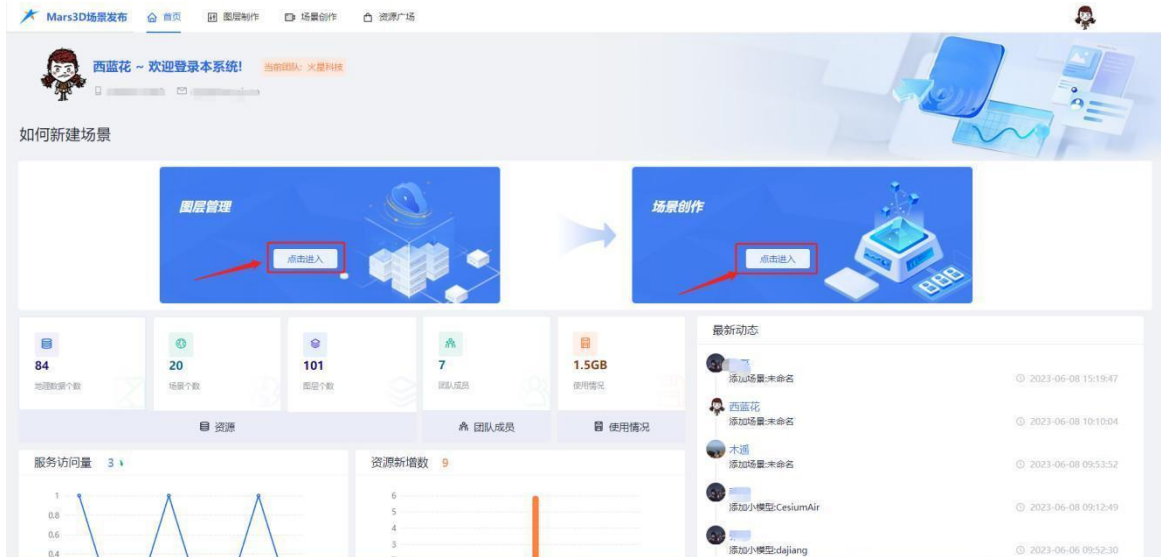 Mars3D场景发布 首页 图层制作 场景创作 资源广场
西蓝花 ~ 欢迎登录本系统! 当前团队: 火星科技
如何新建场景
图层管理
点击进入
场景创作
点击进入
84
地理数据个数
20
场景个数
101
图层个数
7
团队成员
1.5GB
使用情况
资源
团队成员
使用情况
最新动态
添加场景:未命名 2023-06-08 15:19:47
西蓝花
添加场景:未命名 2023-06-08 10:10:04
木遥
添加场景:未命名 2023-06-08 09:53:52
添加小模型:CesiumAir 2023-06-08 09:12:49
添加小模型:dajiang 2023-06-06 09:52:30
服务访问量 3
1
0.8
0.6
0.4
资源新增数 9
6
5
4
3